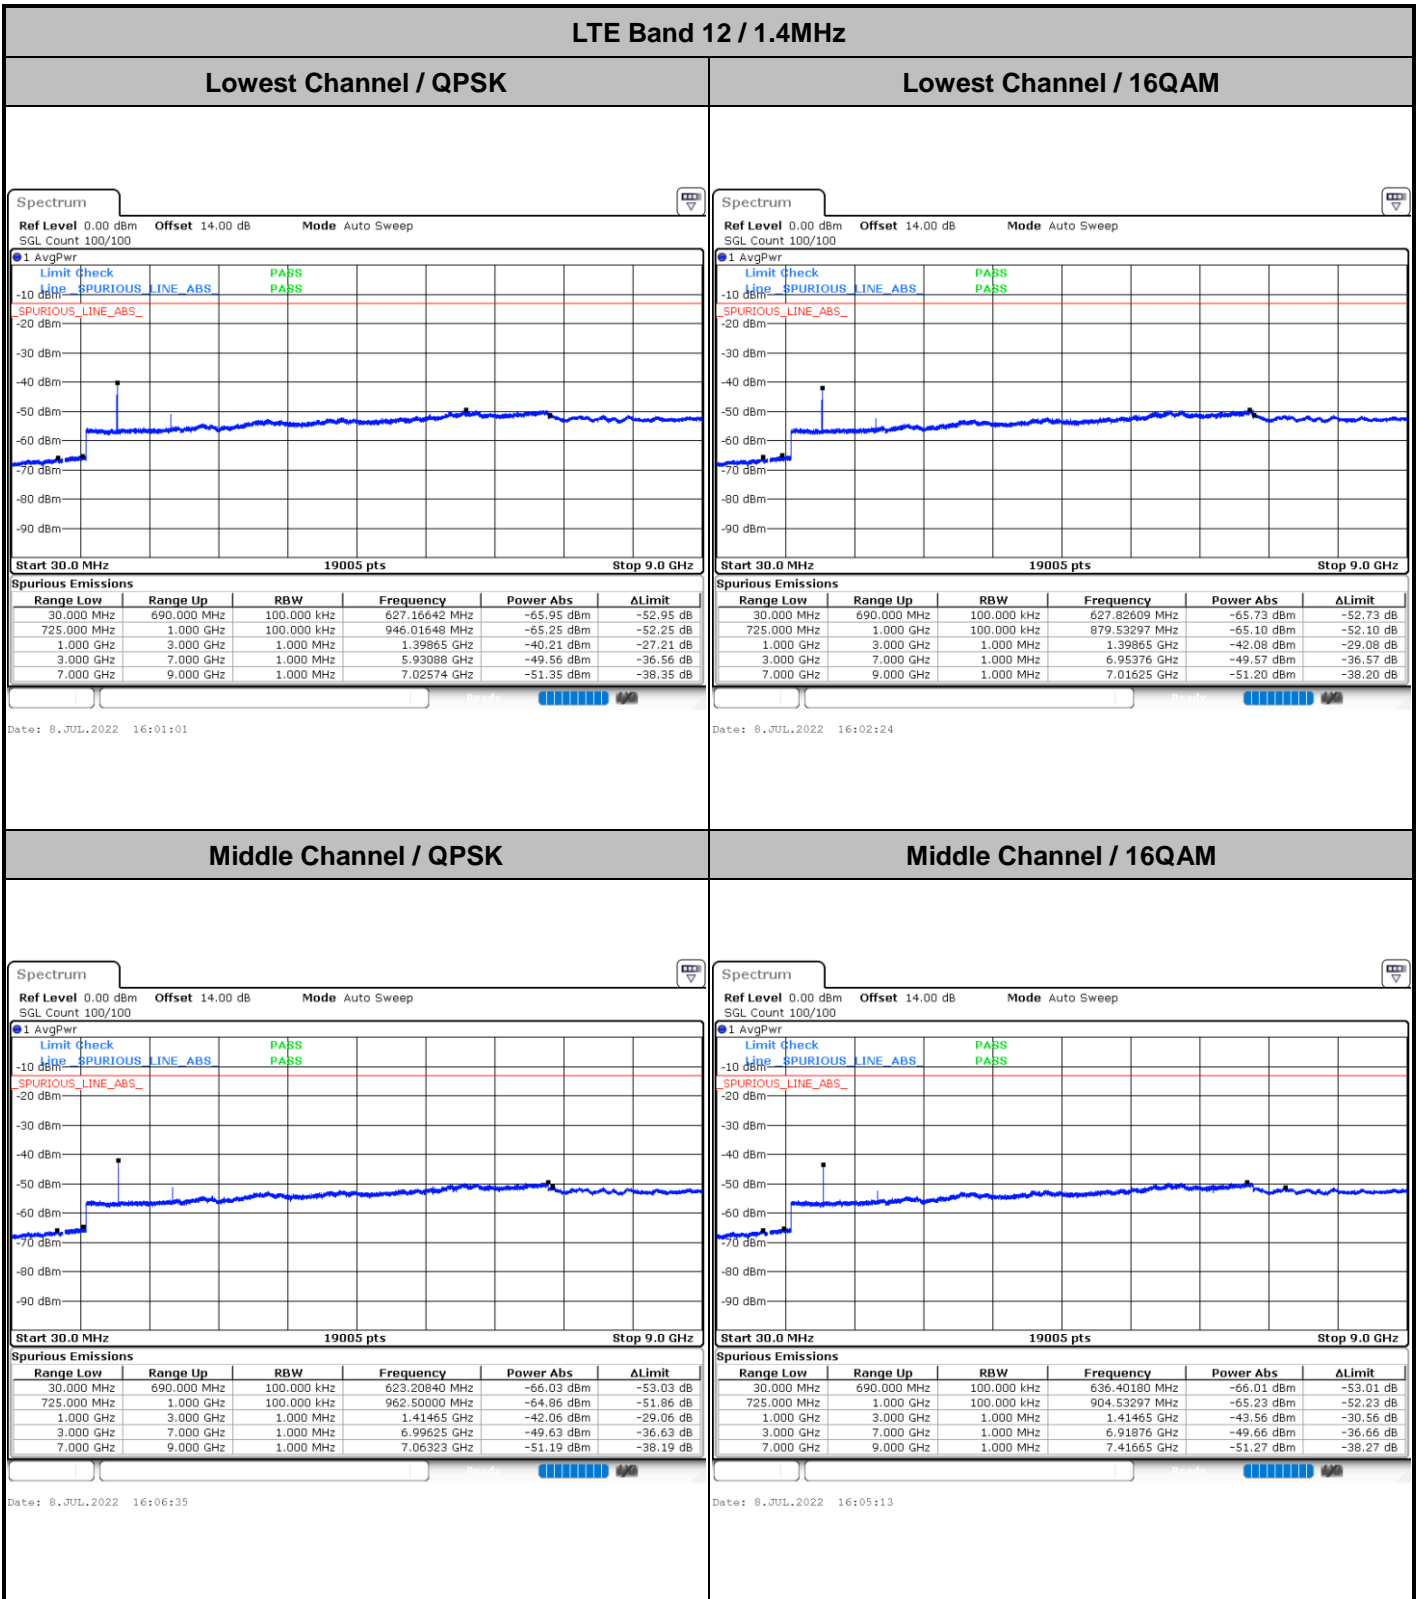 LTE Band 12 / 1.4MHz
Lowest Channel / QPSK
Lowest Channel / 16QAM
Spectrum
Ref Level 0.00 dBm Offset 14.00 dB Mode Auto Sweep
SGL Count 100/100
1 AvgPwr
Limit Check PASS
Line _SPURIOUS_LINE_ABS_ PASS
-10 dBm
_SPURIOUS_LINE_ABS_
-20 dBm
-30 dBm
-40 dBm
-50 dBm
-60 dBm
-70 dBm
-80 dBm
-90 dBm
Start 30.0 MHz 19005 pts Stop 9.0 GHz
Spurious Emissions
Range Low Range Up RBW Frequency Power Abs ΔLimit
30.000 MHz 690.000 MHz 100.000 kHz 627.16642 MHz -65.95 dBm -52.95 dB
725.000 MHz 1.000 GHz 100.000 kHz 946.01648 MHz -65.25 dBm -52.25 dB
1.000 GHz 3.000 GHz 1.000 MHz 1.39865 GHz -40.21 dBm -27.21 dB
3.000 GHz 7.000 GHz 1.000 MHz 5.93088 GHz -49.56 dBm -36.56 dB
7.000 GHz 9.000 GHz 1.000 MHz 7.02574 GHz -51.35 dBm -38.35 dB
Ready
Date: 8.JUL.2022 16:01:01
Spectrum
Ref Level 0.00 dBm Offset 14.00 dB Mode Auto Sweep
SGL Count 100/100
1 AvgPwr
Limit Check PASS
Line _SPURIOUS_LINE_ABS_ PASS
-10 dBm
_SPURIOUS_LINE_ABS_
-20 dBm
-30 dBm
-40 dBm
-50 dBm
-60 dBm
-70 dBm
-80 dBm
-90 dBm
Start 30.0 MHz 19005 pts Stop 9.0 GHz
Spurious Emissions
Range Low Range Up RBW Frequency Power Abs ΔLimit
30.000 MHz 690.000 MHz 100.000 kHz 627.82609 MHz -65.73 dBm -52.73 dB
725.000 MHz 1.000 GHz 100.000 kHz 879.53297 MHz -65.10 dBm -52.10 dB
1.000 GHz 3.000 GHz 1.000 MHz 1.39865 GHz -42.08 dBm -29.08 dB
3.000 GHz 7.000 GHz 1.000 MHz 6.95376 GHz -49.57 dBm -36.57 dB
7.000 GHz 9.000 GHz 1.000 MHz 7.01625 GHz -51.20 dBm -38.20 dB
Ready
Date: 8.JUL.2022 16:02:24
Middle Channel / QPSK
Middle Channel / 16QAM
Spectrum
Ref Level 0.00 dBm Offset 14.00 dB Mode Auto Sweep
SGL Count 100/100
1 AvgPwr
Limit Check PASS
Line _SPURIOUS_LINE_ABS_ PASS
-10 dBm
_SPURIOUS_LINE_ABS_
-20 dBm
-30 dBm
-40 dBm
-50 dBm
-60 dBm
-70 dBm
-80 dBm
-90 dBm
Start 30.0 MHz 19005 pts Stop 9.0 GHz
Spurious Emissions
Range Low Range Up RBW Frequency Power Abs ΔLimit
30.000 MHz 690.000 MHz 100.000 kHz 623.20840 MHz -66.03 dBm -53.03 dB
725.000 MHz 1.000 GHz 100.000 kHz 962.50000 MHz -64.86 dBm -51.86 dB
1.000 GHz 3.000 GHz 1.000 MHz 1.41465 GHz -42.06 dBm -29.06 dB
3.000 GHz 7.000 GHz 1.000 MHz 6.99625 GHz -49.63 dBm -36.63 dB
7.000 GHz 9.000 GHz 1.000 MHz 7.06323 GHz -51.19 dBm -38.19 dB
Ready
Date: 8.JUL.2022 16:06:35
Spectrum
Ref Level 0.00 dBm Offset 14.00 dB Mode Auto Sweep
SGL Count 100/100
1 AvgPwr
Limit Check PASS
Line _SPURIOUS_LINE_ABS_ PASS
-10 dBm
_SPURIOUS_LINE_ABS_
-20 dBm
-30 dBm
-40 dBm
-50 dBm
-60 dBm
-70 dBm
-80 dBm
-90 dBm
Start 30.0 MHz 19005 pts Stop 9.0 GHz
Spurious Emissions
Range Low Range Up RBW Frequency Power Abs ΔLimit
30.000 MHz 690.000 MHz 100.000 kHz 636.40180 MHz -66.01 dBm -53.01 dB
725.000 MHz 1.000 GHz 100.000 kHz 904.53297 MHz -65.23 dBm -52.23 dB
1.000 GHz 3.000 GHz 1.000 MHz 1.41465 GHz -43.56 dBm -30.56 dB
3.000 GHz 7.000 GHz 1.000 MHz 6.91876 GHz -49.66 dBm -36.66 dB
7.000 GHz 9.000 GHz 1.000 MHz 7.41665 GHz -51.27 dBm -38.27 dB
Ready
Date: 8.JUL.2022 16:05:13